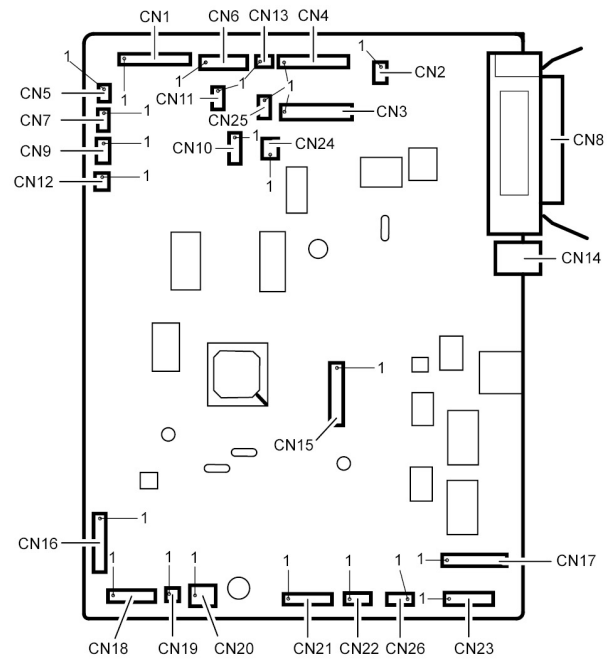 CN1 CN6 CN13 CN4
1 CN2
CN5 1 1 1
CN11 1
CN7 1 CN25 CN3
CN9 1 CN10 1 CN24 CN8
CN12 1 1
CN14
1
CN15
1
CN16
1 1 1 1 1 1 1 CN17
1
CN18 CN19 CN20 CN21 CN22 CN26 CN23